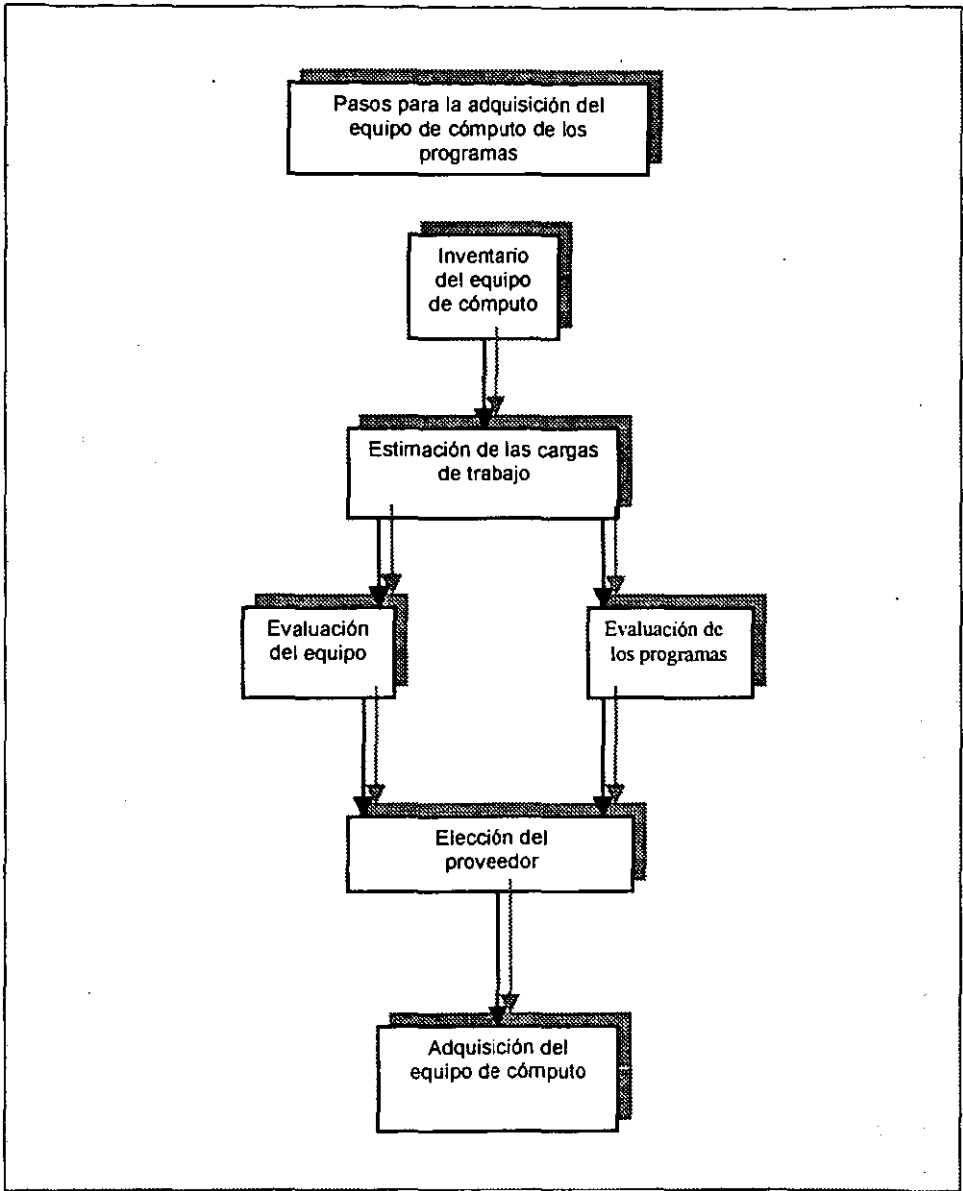 Pasos para la adquisición del
equipo de cómputo de los
programas
Inventario
del equipo
de cómputo
Estimación de las cargas
de trabajo
Evaluación
del equipo
Evaluación de
los programas
Elección del
proveedor
Adquisición del
equipo de cómputo